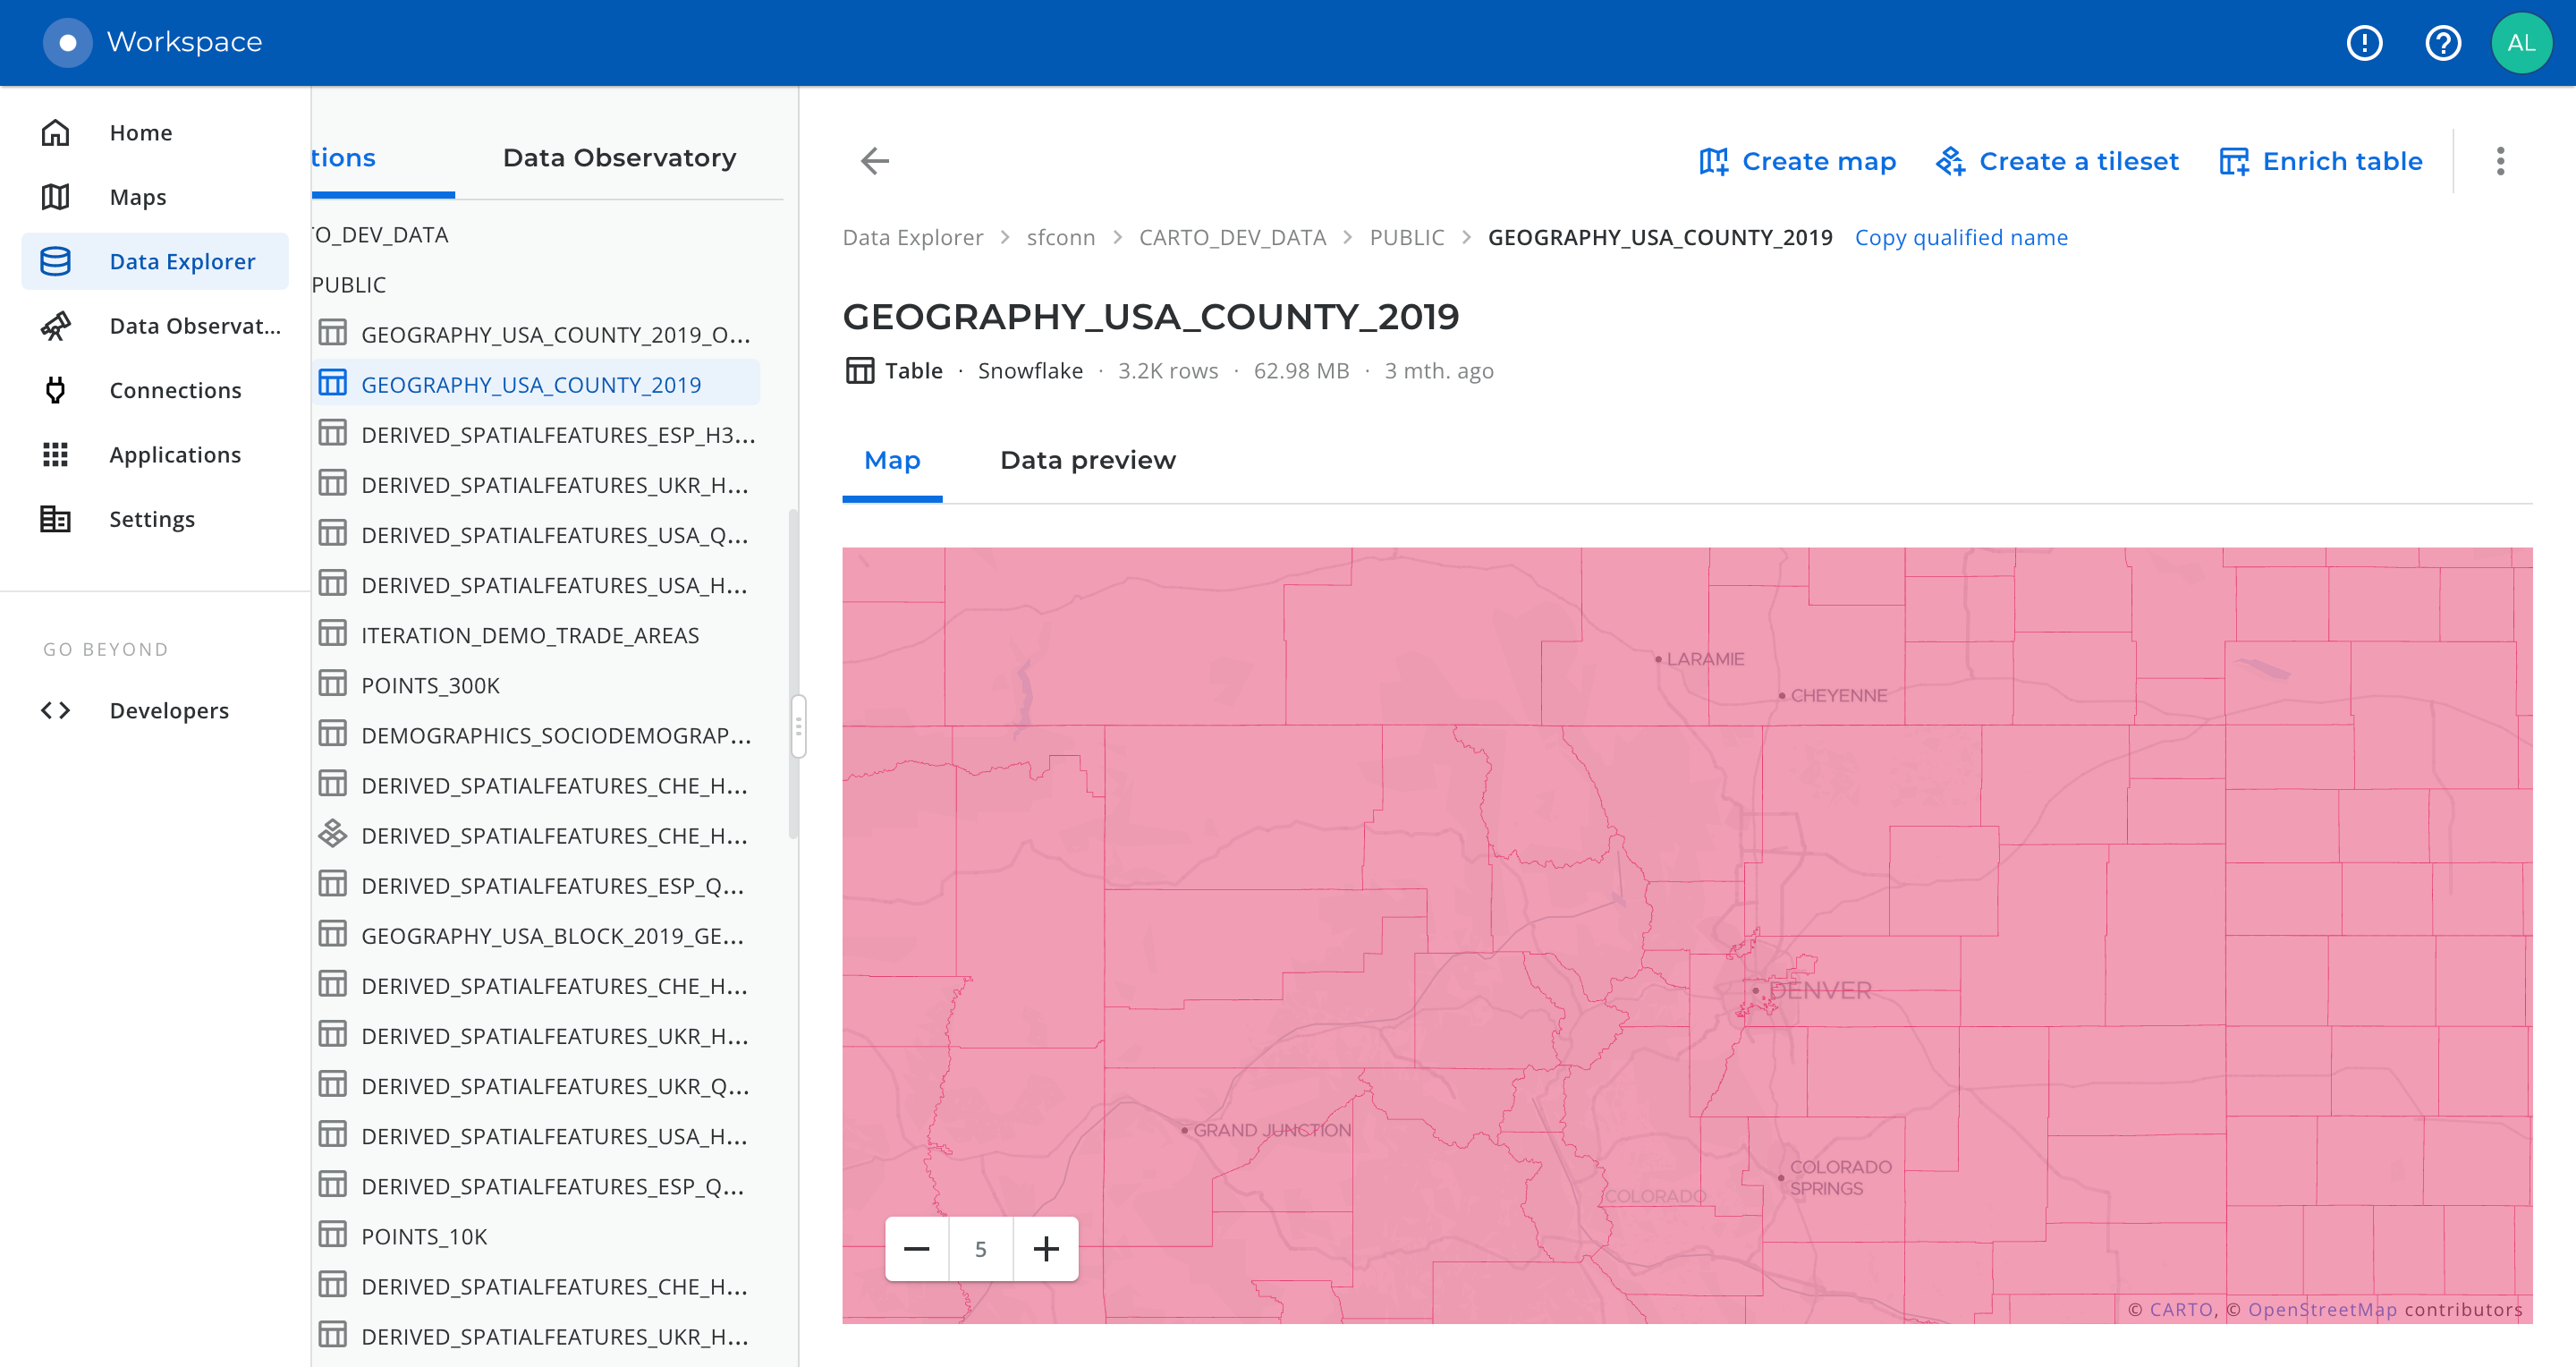 Workspace
AL
Home
Maps
Data Explorer
Data Observat...
Connections
Applications
Settings
GO BEYOND
Developers
tions
Data Observatory
TO_DEV_DATA
PUBLIC
GEOGRAPHY_USA_COUNTY_2019_O...
GEOGRAPHY_USA_COUNTY_2019
DERIVED_SPATIALFEATURES_ESP_H3...
DERIVED_SPATIALFEATURES_UKR_H...
DERIVED_SPATIALFEATURES_USA_Q...
DERIVED_SPATIALFEATURES_USA_H...
ITERATION_DEMO_TRADE_AREAS
POINTS_300K
DEMOGRAPHICS_SOCIODEMOGRAP...
DERIVED_SPATIALFEATURES_CHE_H...
DERIVED_SPATIALFEATURES_CHE_H...
DERIVED_SPATIALFEATURES_ESP_Q...
GEOGRAPHY_USA_BLOCK_2019_GE...
DERIVED_SPATIALFEATURES_CHE_H...
DERIVED_SPATIALFEATURES_UKR_H...
DERIVED_SPATIALFEATURES_UKR_Q...
DERIVED_SPATIALFEATURES_USA_H...
DERIVED_SPATIALFEATURES_ESP_Q...
POINTS_10K
DERIVED_SPATIALFEATURES_CHE_H...
DERIVED_SPATIALFEATURES_UKR_H...
Create map
Create a tileset
Enrich table
Data Explorer > sfconn > CARTO_DEV_DATA > PUBLIC > GEOGRAPHY_USA_COUNTY_2019 Copy qualified name
GEOGRAPHY_USA_COUNTY_2019
Table · Snowflake · 3.2K rows · 62.98 MB · 3 mth. ago
Map
Data preview
LARAMIE
CHEYENNE
DENVER
GRAND JUNCTION
COLORADO
SPRINGS
COLORADO
5
© CARTO, © OpenStreetMap contributors